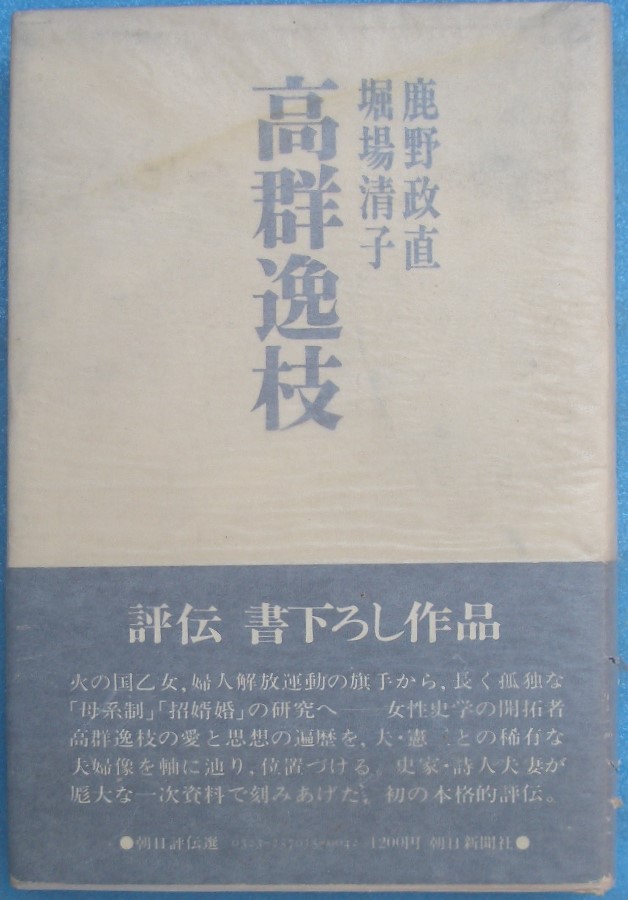 鹿野政直
堀場清子
高群逸枝
評伝 書下ろし作品
火の国乙女,婦人解放運動の旗手から,長く孤独な
「母系制」「招婿婚」の研究へ──女性史学の開拓者
高群逸枝の愛と思想の遍歴を,夫・憲三との稀有な
夫婦像を軸に辿り,位置づける。史家・詩人夫妻が
厖大な一次資料で刻みあげた,初の本格的評伝。
●朝日評伝選 1200円 朝日新聞社●